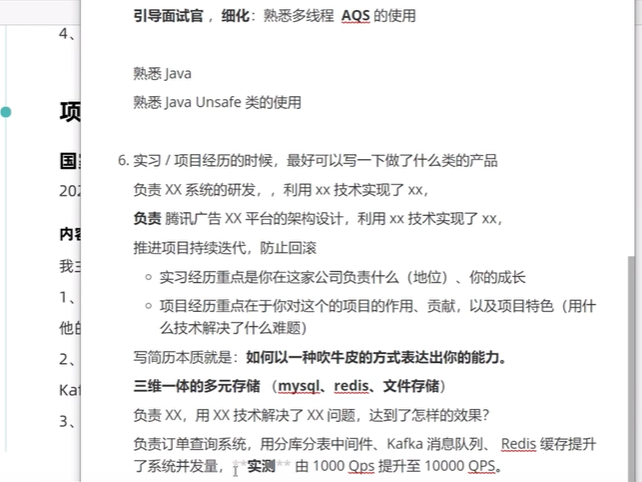 引导面试官 ，细化：熟悉多线程 AQS 的使用
4、
熟悉 Java
熟悉 Java Unsafe 类的使用
项
6. 实习 / 项目经历的时候，最好可以写一下做了什么类的产品
国
202
负责 XX 系统的研发，，利用 xx 技术实现了 xx，
负责 腾讯广告 XX 平台的架构设计，利用 xx 技术实现了 xx，
内容
推进项目持续迭代，防止回滚
我主
实习经历重点是你在这家公司负责什么（地位）、你的成长
1、
项目经历重点在于你对这个的项目的作用、贡献，以及项目特色（用什
么技术解决了什么难题）
他的
写简历本质就是：如何以一种吹牛皮的方式表达出你的能力。
2、
三维一体的多元存储 （mysql、redis、文件存储）
Kaf
负责 XX，用 XX 技术解决了 XX 问题，达到了怎样的效果？
3、
负责订单查询系统，用分库分表中间件、Kafka 消息队列、 Redis 缓存提升
了系统并发量，**实测** 由 1000 Qps 提升至 10000 QPS。